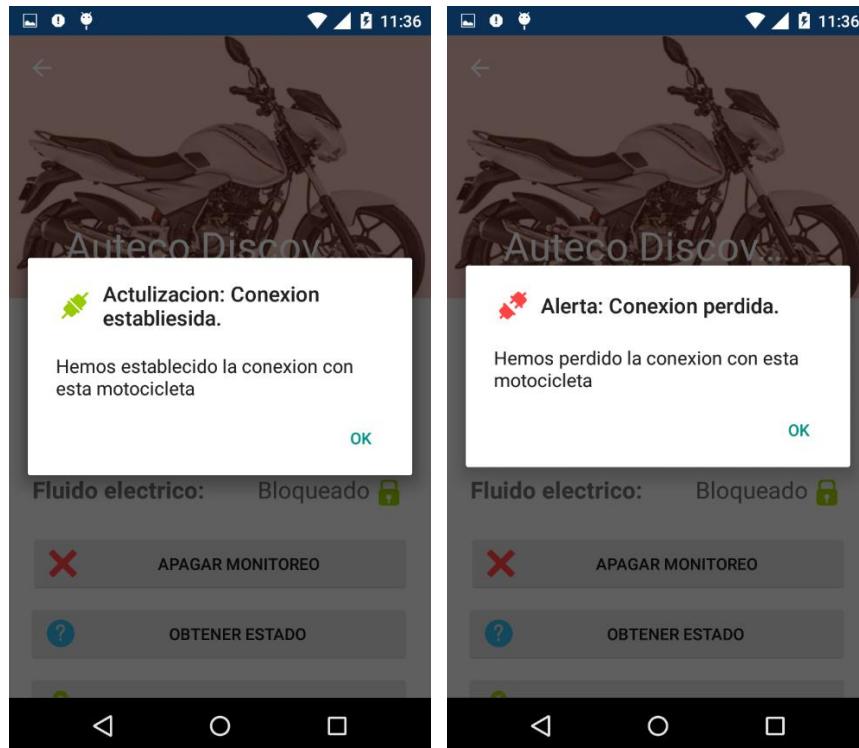 11:36
Auteco Discov...
Actulizacion: Conexion
establiesida.
Hemos establecido la conexion con
esta motocicleta
OK
Fluido electrico: Bloqueado
APAGAR MONITOREO
OBTENER ESTADO
11:36
Auteco Discov...
Alerta: Conexion perdida.
Hemos perdido la conexion con esta
motocicleta
OK
Fluido electrico: Bloqueado
APAGAR MONITOREO
OBTENER ESTADO